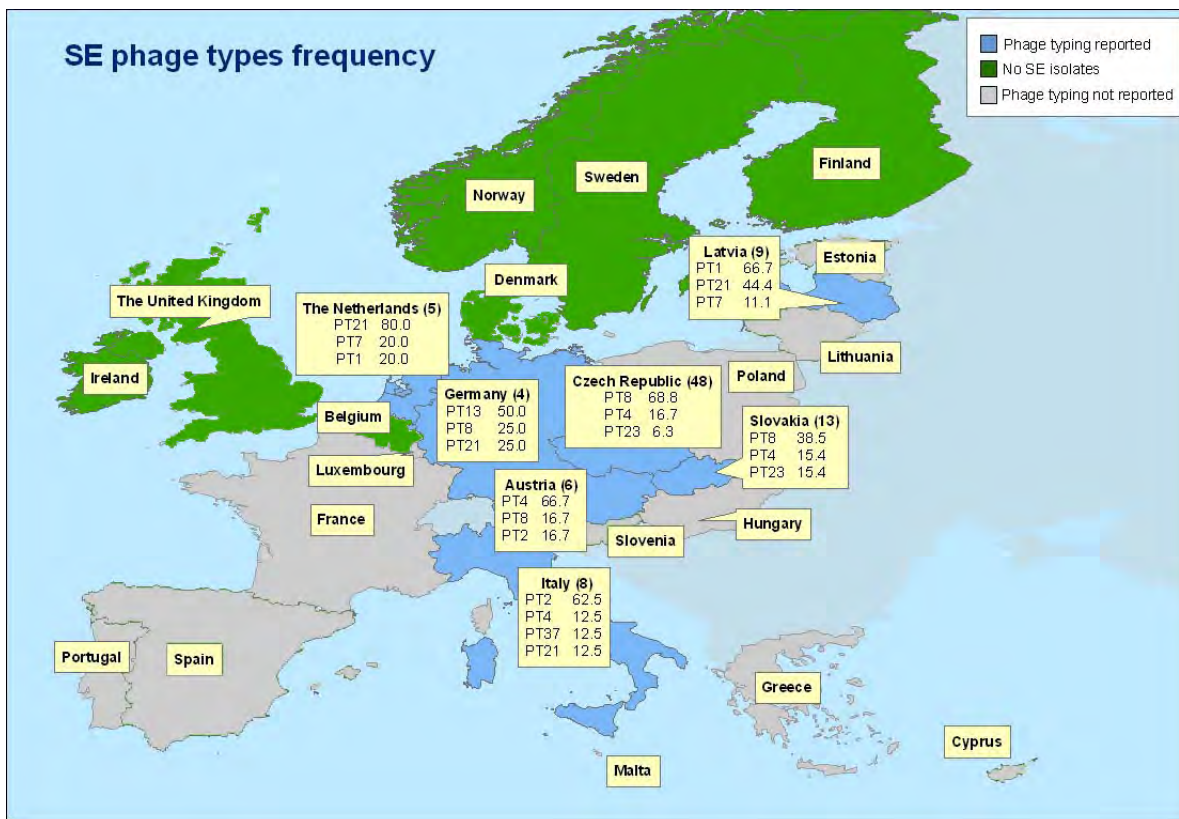 SE phage types frequency
Phage typing reported
No SE isolates
Phage typing not reported
Finland
Sweden
Norway
Latvia (9)
PT1 66.7
PT21 44.4
PT7 11.1
Estonia
Denmark
The United Kingdom
The Netherlands (5)
PT21 80.0
PT7 20.0
PT1 20.0
Lithuania
Ireland
Czech Republic (48)
PT8 68.8
PT4 16.7
PT23 6.3
Poland
Germany (4)
PT13 50.0
PT8 25.0
PT21 25.0
Belgium
Slovakia (13)
PT8 38.5
PT4 15.4
PT23 15.4
Luxembourg
Austria (6)
PT4 66.7
PT8 16.7
PT2 16.7
France
Hungary
Slovenia
Italy (8)
PT2 62.5
PT4 12.5
PT37 12.5
PT21 12.5
Portugal
Spain
Greece
Cyprus
Malta